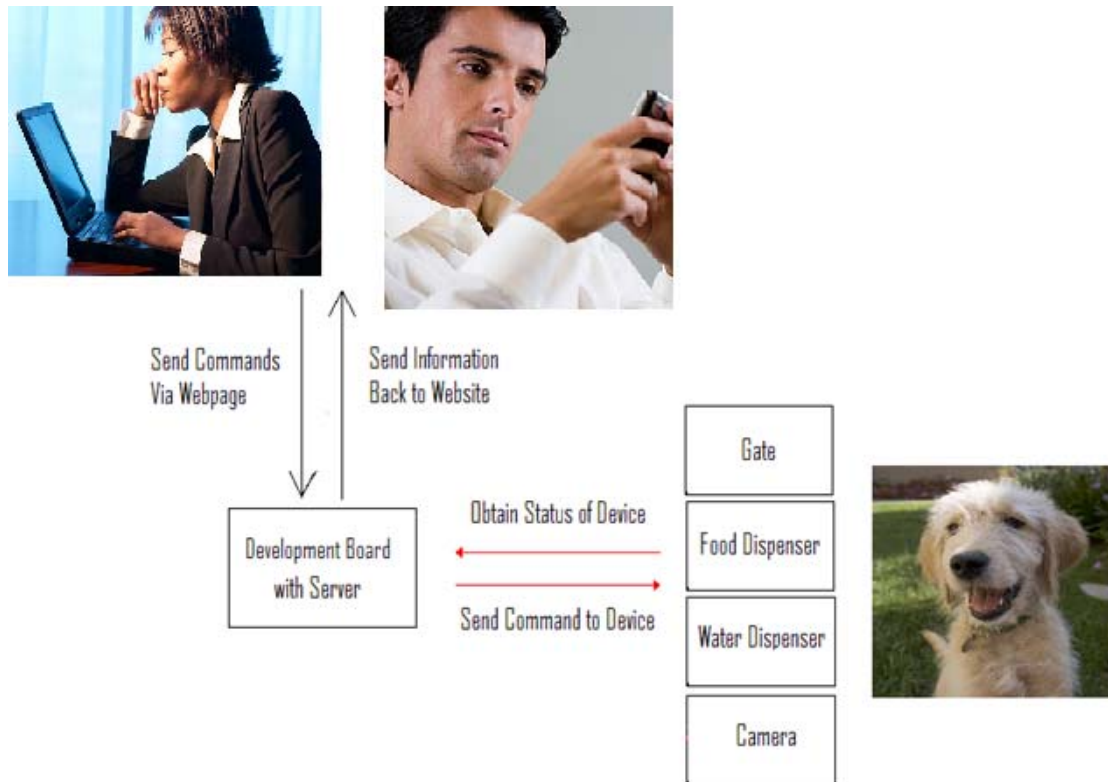 Send Commands
Via Webpage
Send Information
Back to Website
Development Board
with Server
Obtain Status of Device
Send Command to Device
Gate
Food Dispenser
Water Dispenser
Camera